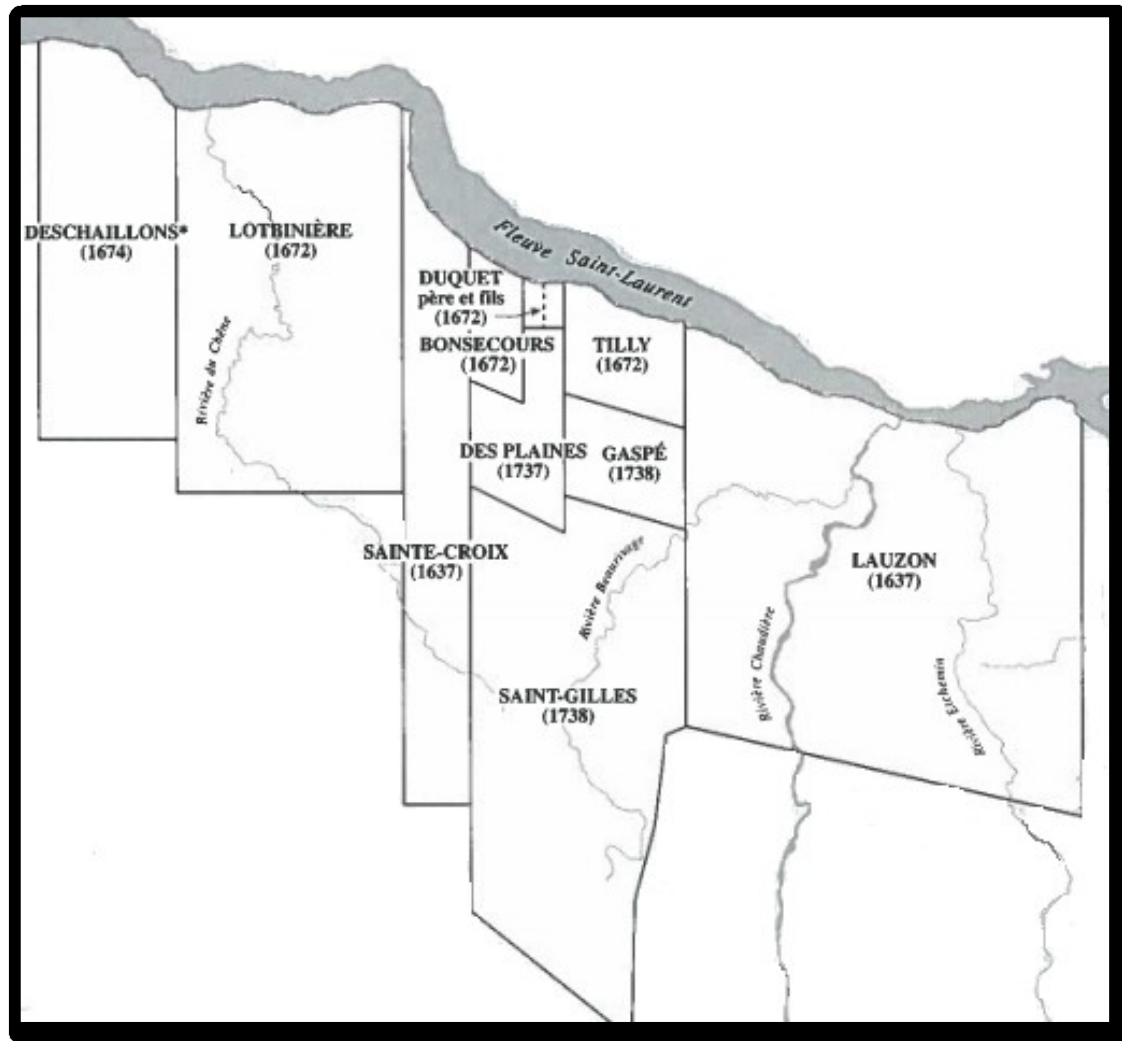 DESCHAILLONS*
(1674)
LOTBINIÈRE
(1672)
Rivière du Chêne
Fleuve Saint-Laurent
DUQUET
père et fils
(1672)
BONSECOURS
(1672)
TILLY
(1672)
DES PLAINES
(1737)
GASPÉ
(1738)
SAINTE-CROIX
(1637)
Rivière Beaurivage
SAINT-GILLES
(1738)
Rivière Chaudière
LAUZON
(1637)
Rivière Etchemin